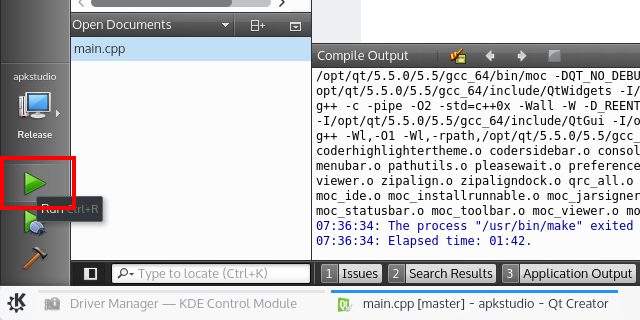 Open Documents
main.cpp
apkstudio
Release
Run Ctrl+R
Compile Output
/opt/qt/5.5.0/5.5/gcc_64/bin/moc -DQT_NO_DEBU
opt/qt/5.5.0/5.5/gcc_64/include/QtWidgets -I/
g++ -c -pipe -O2 -std=c++0x -Wall -W -D_REENT
-I/opt/qt/5.5.0/5.5/gcc_64/include/QtGui -I/o
g++ -Wl,-O1 -Wl,-rpath,/opt/qt/5.5.0/5.5/gcc_
coderhighlightertheme.o codersidebar.o consol
menubar.o pathutils.o pleasewait.o preference
viewer.o zipalign.o zipaligndock.o qrc_all.o
moc_ide.o moc_installrunnable.o moc_jarsigner
moc_statusbar.o moc_toolbar.o moc_viewer.o mo
07:36:34: The process "/usr/bin/make" exited
07:36:34: Elapsed time: 01:42.
Type to locate (Ctrl+K)
1 Issues
2 Search Results
3 Application Output
Driver Manager — KDE Control Module
main.cpp [master] - apkstudio - Qt Creator